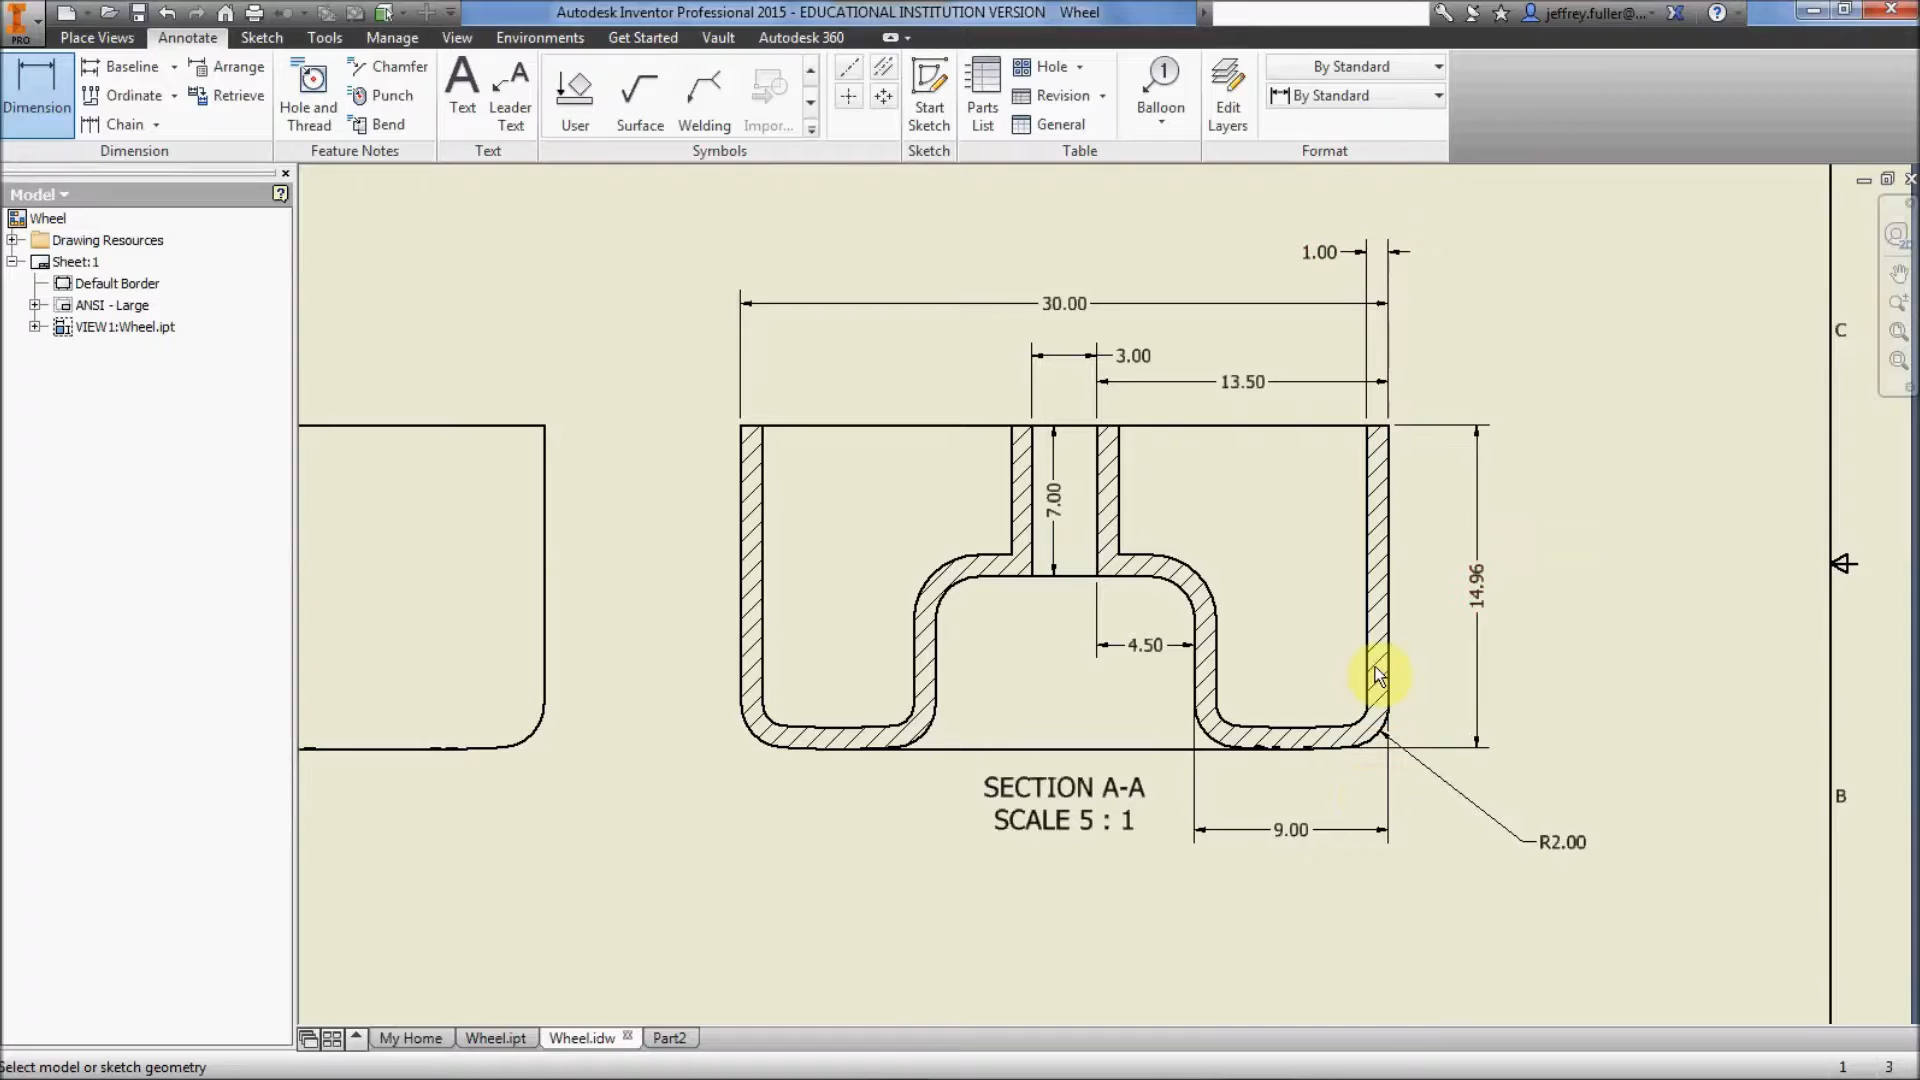 Autodesk Inventor Professional 2015 - EDUCATIONAL INSTITUTION VERSION Wheel
jeffrey.fuller@...
PRO
Place Views Annotate Sketch Tools Manage View Environments Get Started Vault Autodesk 360
Dimension
Baseline
Ordinate
Chain
Arrange
Retrieve
Dimension
Hole and
Thread
Chamfer
Punch
Bend
Feature Notes
Text
Leader
Text
Text
User
Surface
Welding
Impor...
Symbols
Start
Sketch
Sketch
Parts
List
Hole
Revision
General
Table
1
Balloon
Edit
Layers
By Standard
By Standard
Format
Model
Wheel
Drawing Resources
Sheet:1
Default Border
ANSI - Large
VIEW1:Wheel.ipt
1.00
30.00
3.00
13.50
7.00
14.96
4.50
SECTION A-A
SCALE 5 : 1
9.00
R2.00
C
B
My Home
Wheel.ipt
Wheel.idw
Part2
Select model or sketch geometry
1 3